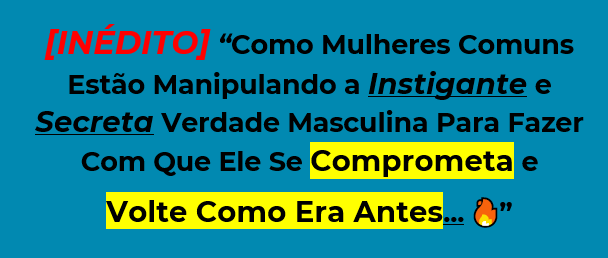 [INÉDITO] “Como Mulheres Comuns
Estão Manipulando a Instigante e
Secreta Verdade Masculina Para Fazer
Com Que Ele Se Comprometa e
Volte Como Era Antes... 🔥”